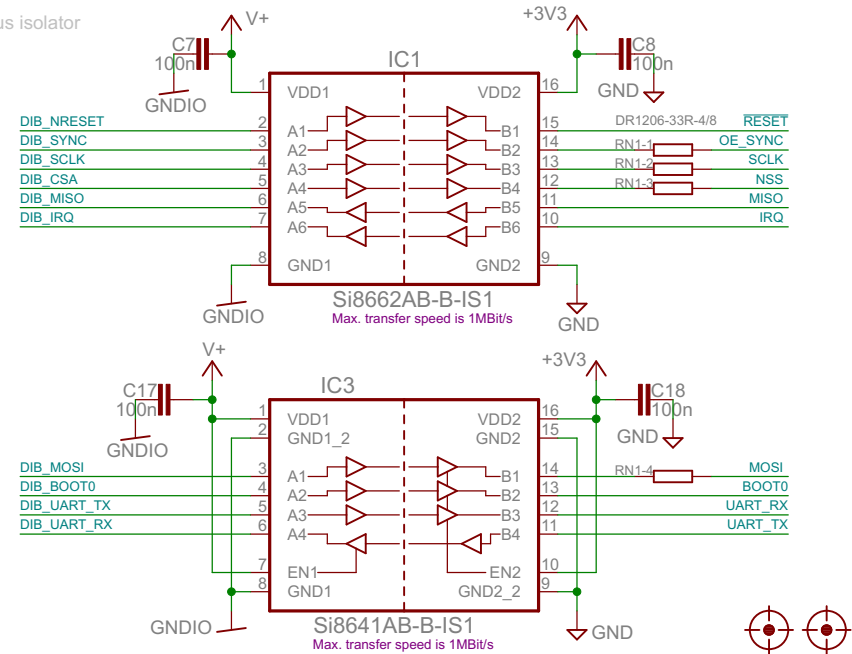 us isolator
V+
+3V3
C7
100n
IC1
C8
100n
GNDIO
GND
1 VDD1 VDD2 16
DIB_NRESET 2 A1 B1 15 DR1206-33R-4/8 RESET
DIB_SYNC 3 A2 B2 14 RN1-1 OE_SYNC
DIB_SCLK 4 A3 B3 13 RN1-2 SCLK
DIB_CSA 5 A4 B4 12 RN1-3 NSS
DIB_MISO 6 A5 B5 11 MISO
DIB_IRQ 7 A6 B6 10 IRQ
8 GND1 GND2 9
GNDIO
Si8662AB-B-IS1
Max. transfer speed is 1MBit/s
GND
V+
+3V3
C17
100n
IC3
C18
100n
GNDIO
GND
1 VDD1 VDD2 16
2 GND1_2 GND2 15
DIB_MOSI 3 A1 B1 14 RN1-4 MOSI
DIB_BOOT0 4 A2 B2 13 BOOT0
DIB_UART_TX 5 A3 B3 12 UART_RX
DIB_UART_RX 6 A4 B4 11 UART_TX
7 EN1 EN2 10
8 GND1 GND2_2 9
GNDIO
Si8641AB-B-IS1
Max. transfer speed is 1MBit/s
GND